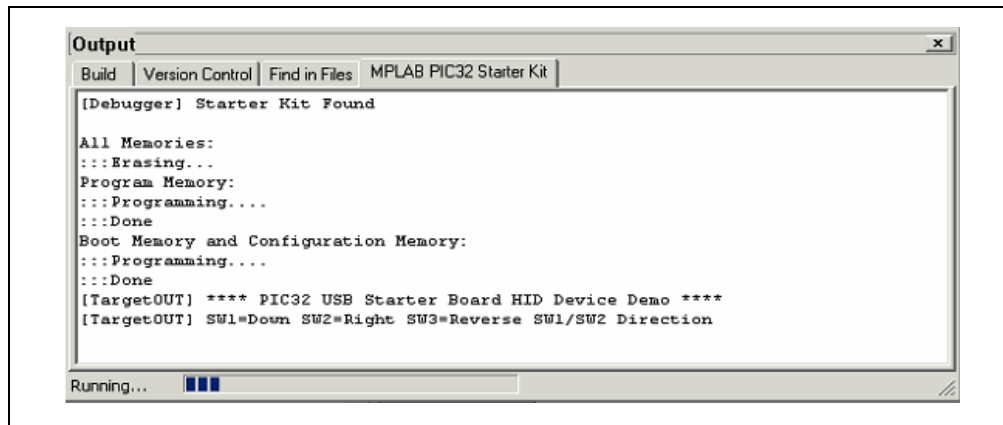 Output
Build Version Control Find in Files MPLAB PIC32 Starter Kit
[Debugger] Starter Kit Found
All Memories:
:::Erasing...
Program Memory:
:::Programming....
:::Done
Boot Memory and Configuration Memory:
:::Programming....
:::Done
[TargetOUT] **** PIC32 USB Starter Board HID Device Demo ****
[TargetOUT] SW1=Down SW2=Right SW3=Reverse SW1/SW2 Direction
Running...